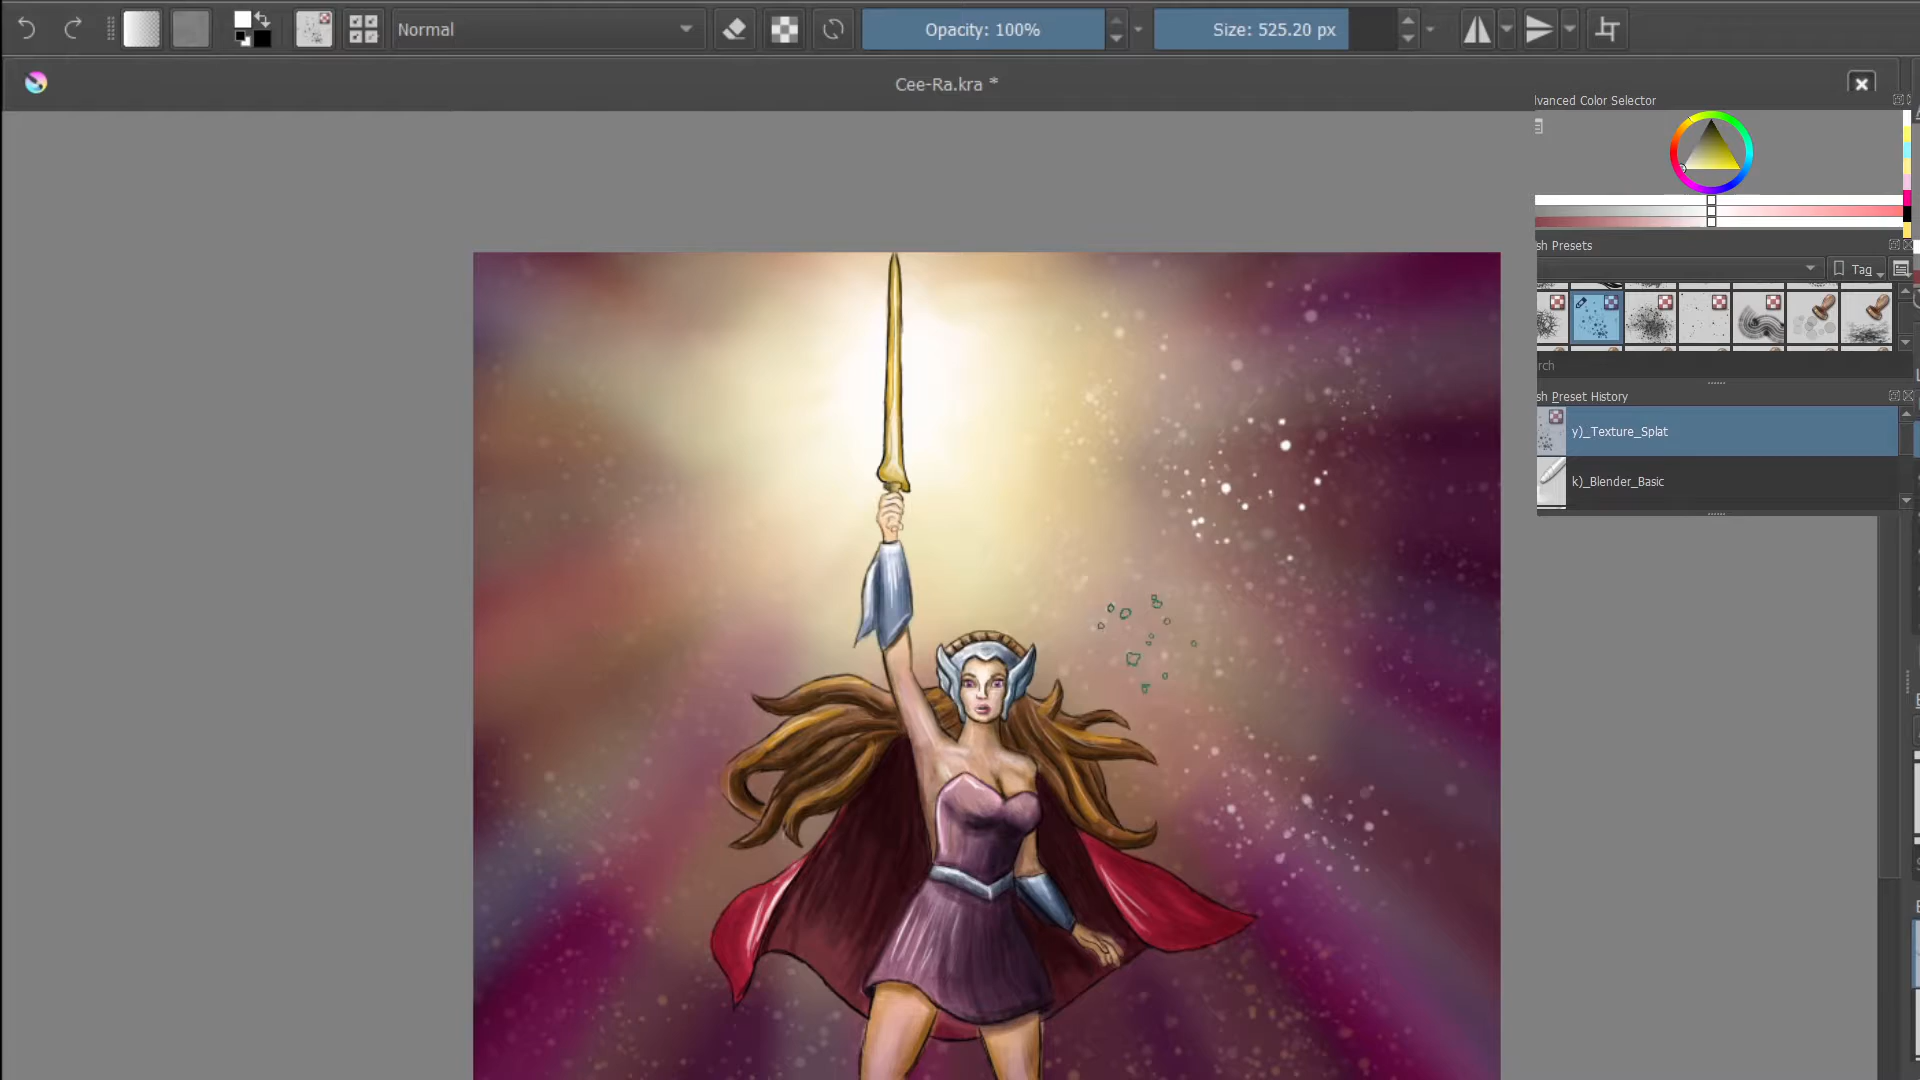 Normal
Opacity: 100%
Size: 525.20 px
Cee-Ra.kra *
dvanced Color Selector
sh Presets
Tag
rch
sh Preset History
y)_Texture_Splat
k)_Blender_Basic